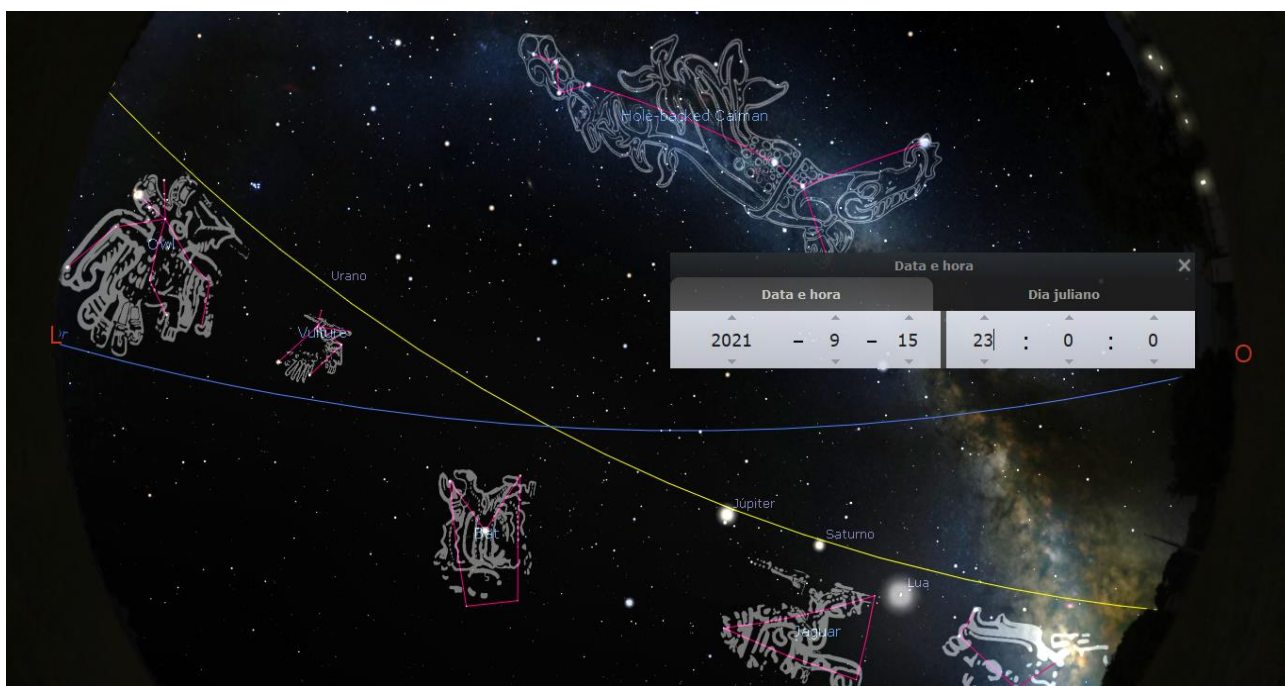 Hole-backed Caiman
Owl
Urano
Data e hora
Data e hora
Dia juliano
2021 – 9 – 15
23 : 0 : 0
L
Vulture
O
Júpiter
Saturno
Bat
Lua
Jaguar